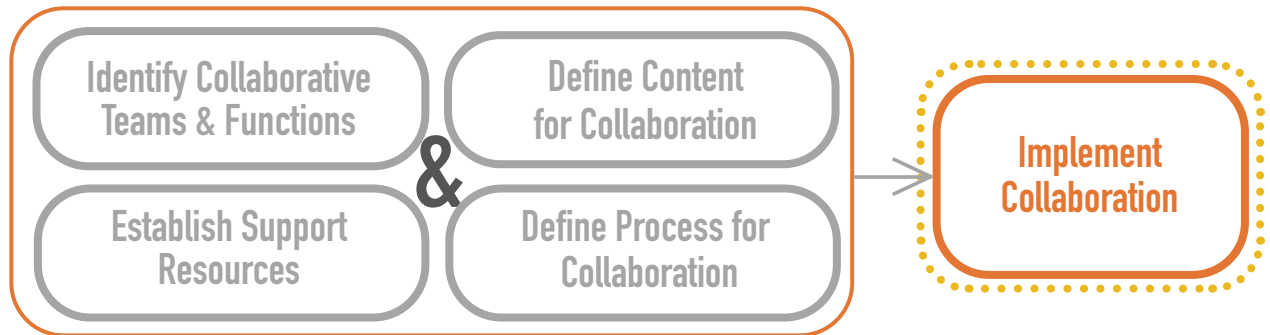 Identify Collaborative
Teams & Functions
Define Content
for Collaboration
&
Establish Support
Resources
Define Process for
Collaboration
Implement
Collaboration